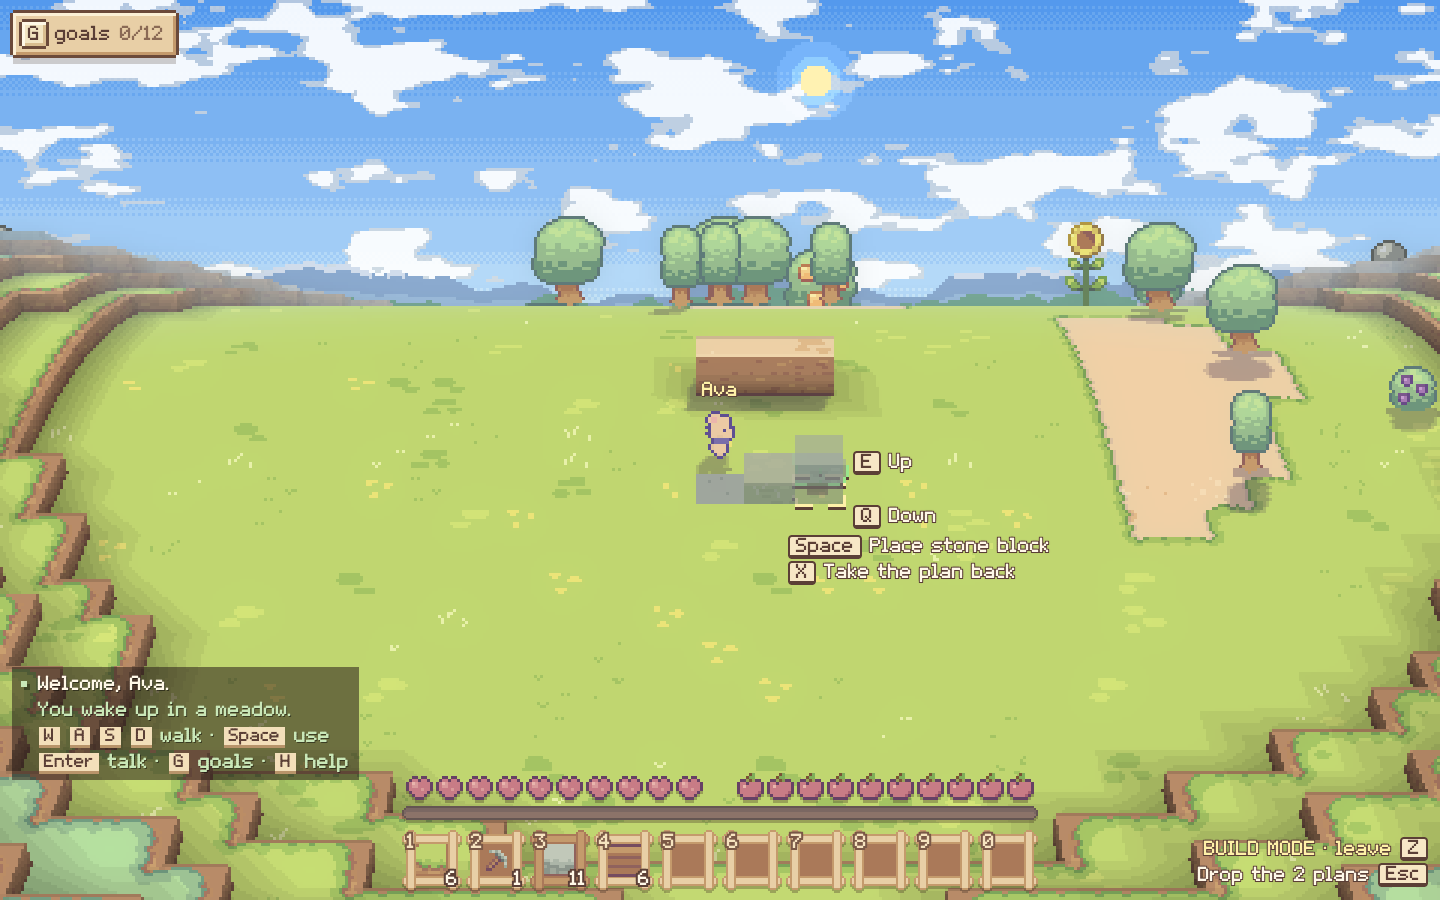 G goals 0/12
Ava
E Up
Q Down
Space Place stone block
X Take the plan back
Welcome, Ava.
You wake up in a meadow.
W A S D walk · Space use
Enter talk · G goals · H help
1 2 3 4 5 6 7 8 9 0
6 1 11 6
BUILD MODE · leave Z
Drop the 2 plans Esc